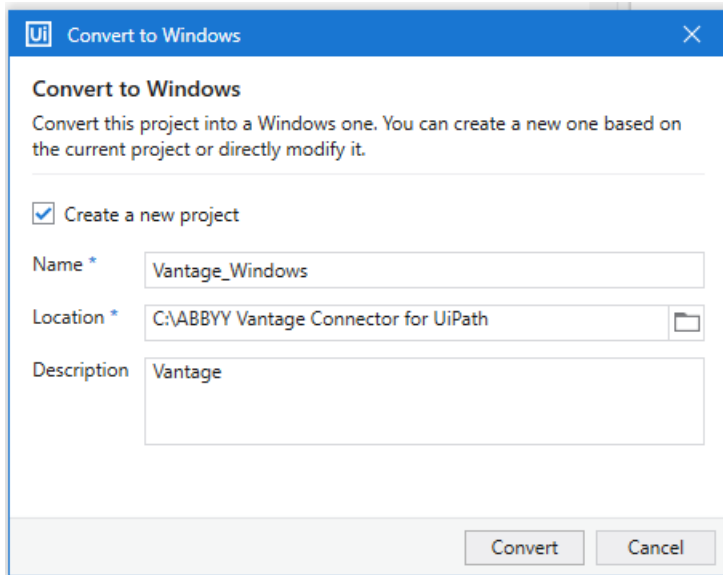 Ui Convert to Windows
Convert to Windows
Convert this project into a Windows one. You can create a new one based on
the current project or directly modify it.
Create a new project
Name *
Vantage_Windows
Location *
C:\ABBYY Vantage Connector for UiPath
Description
Vantage
Convert
Cancel